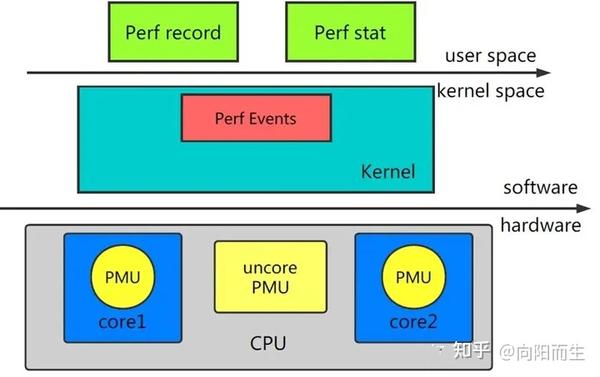 Perf record
Perf stat
user space
kernel space
Perf Events
Kernel
software
hardware
PMU
core1
uncore
PMU
PMU
core2
CPU
知乎 @向阳而生